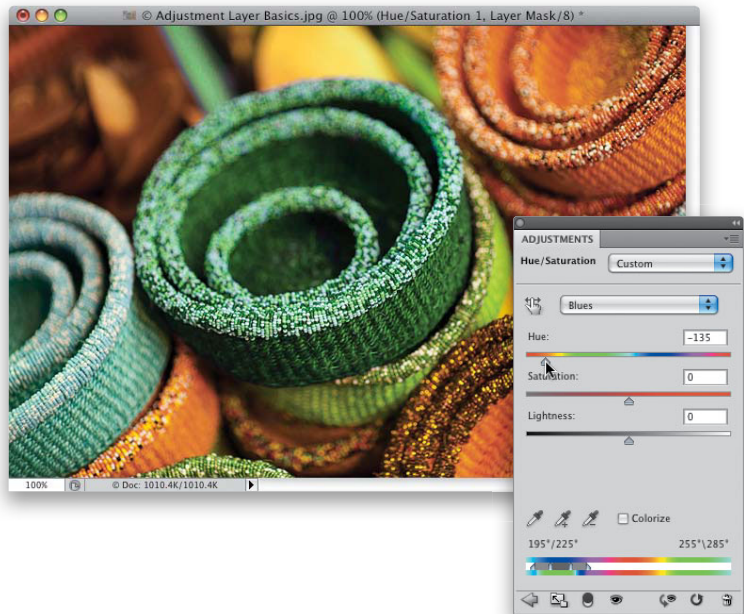 © Adjustment Layer Basics.jpg @ 100% (Hue/Saturation 1, Layer Mask/8) *
ADJUSTMENTS
Hue/Saturation Custom
Blues
Hue: -135
Saturation: 0
Lightness: 0
Colorize
195°/225° 255°\285°
100% © Doc: 1010.4K/1010.4K